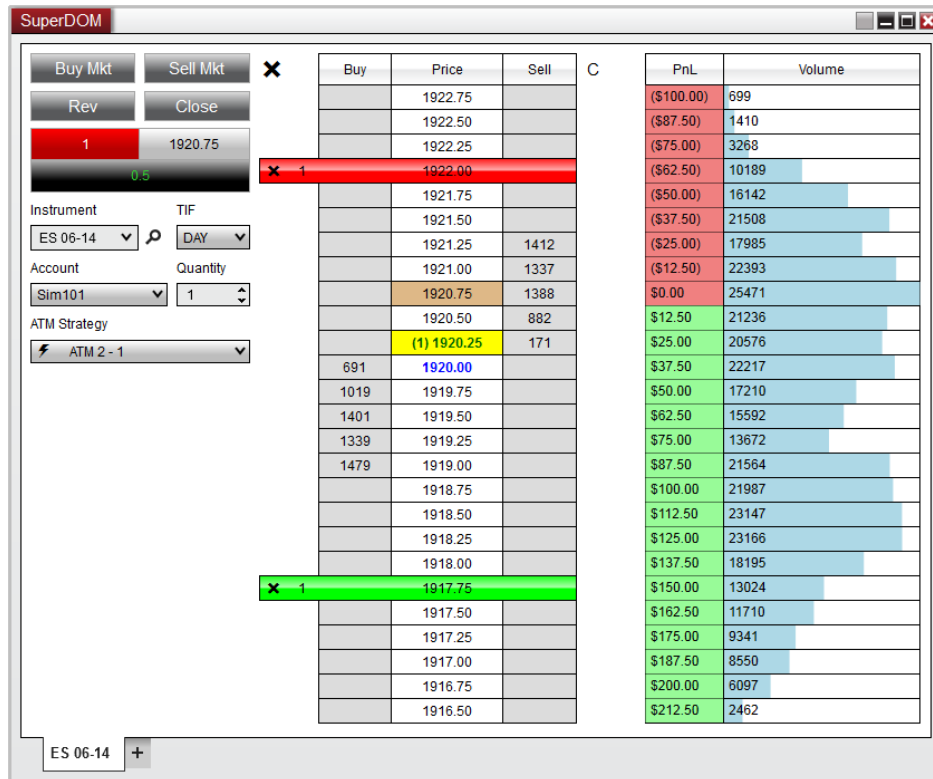 SuperDOM
Buy Mkt Sell Mkt Buy Price Sell C PnL Volume
1922.75 ($100.00) 699
Rev Close
1922.50 ($87.50) 1410
1 1920.75 1922.25 ($75.00) 3268
0.5 1 1922.00 ($62.50) 10189
1921.75 ($50.00) 16142
Instrument TIF 1921.50 ($37.50) 21508
ES 06-14 DAY 1921.25 1412 ($25.00) 17985
Account Quantity 1921.00 1337 ($12.50) 22393
Sim101 1 1920.75 1388 $0.00 25471
ATM Strategy 1920.50 882 $12.50 21236
ATM 2 - 1 (1) 1920.25 171 $25.00 20576
691 1920.00 $37.50 22217
1019 1919.75 $50.00 17210
1401 1919.50 $62.50 15592
1339 1919.25 $75.00 13672
1479 1919.00 $87.50 21564
1918.75 $100.00 21987
1918.50 $112.50 23147
1918.25 $125.00 23166
1918.00 $137.50 18195
1 1917.75 $150.00 13024
1917.50 $162.50 11710
1917.25 $175.00 9341
1917.00 $187.50 8550
1916.75 $200.00 6097
1916.50 $212.50 2462
ES 06-14 +